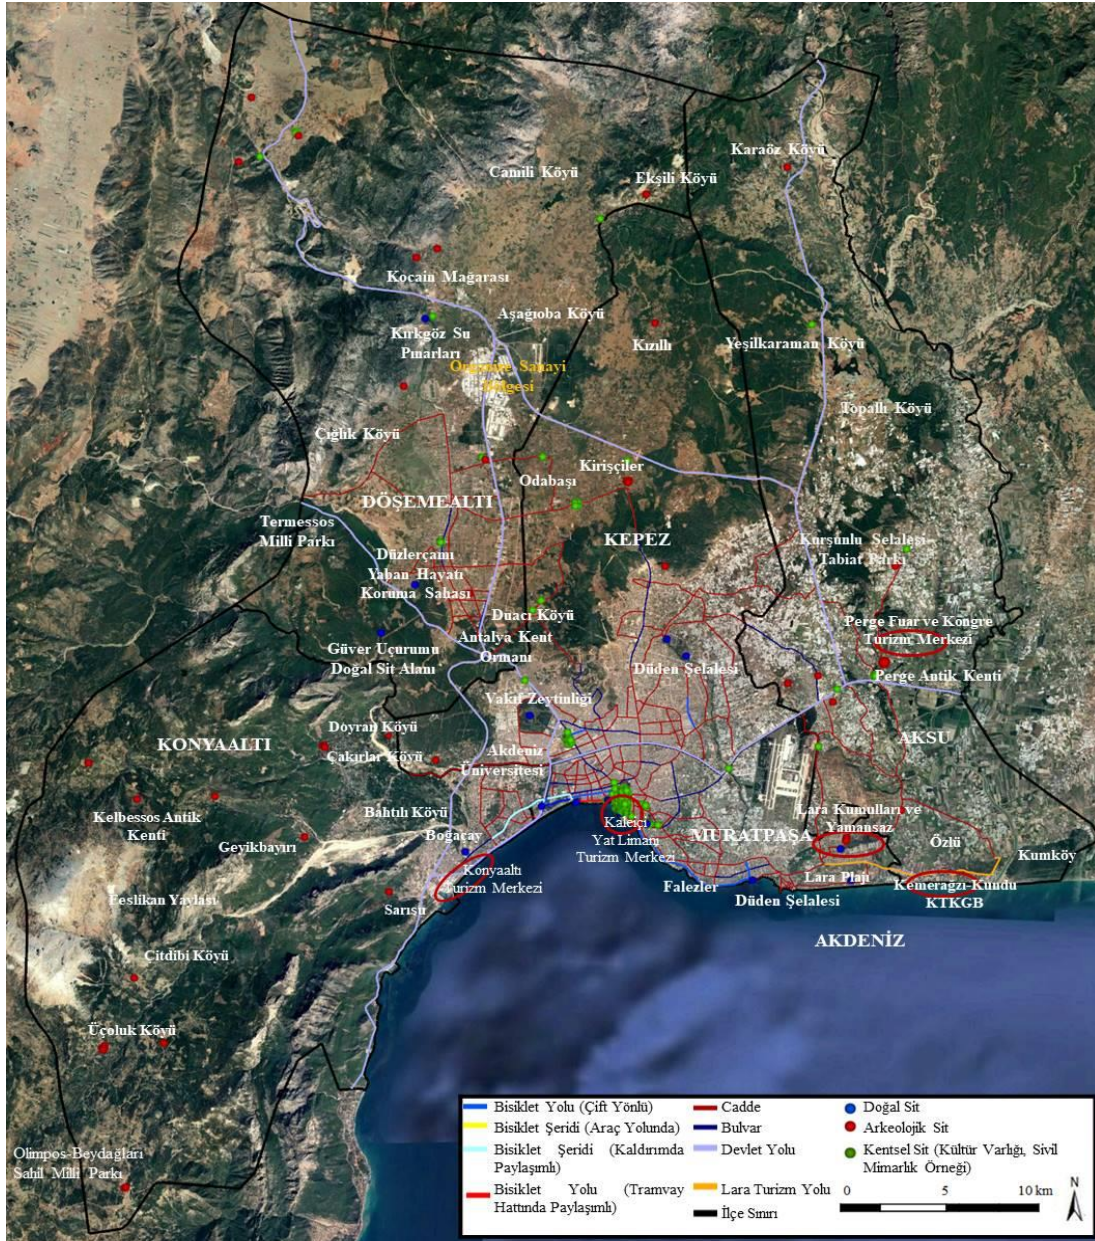 Karaöz Köyü
Camili Köyü
Ekşili Köyü
Kocain Mağarası
Aşağıoba Köyü
Kırkgöz Su
Pınarları
Kızıllı
Yeşilkaraman Köyü
Organize Sanayi
Bölgesi
Topallı Köyü
Çığlık Köyü
Kirişçiler
Odabaşı
DÖŞEMEALTI
Termessos
Milli Parkı
KEPEZ
Kurşunlu Şelalesi
Tabiat Parkı
Düzlerçamı
Yaban Hayatı
Koruma Sahası
Duacı Köyü
Perge Fuar ve Kongre
Turizm Merkezi
Antalya Kent
Ormanı
Güver Uçurumu
Doğal Sit Alanı
Düden Şelalesi
Perge Antik Kenti
Vakıf Zeytinliği
Doyran Köyü
KONYAALTI
Çakırlar Köyü
Akdeniz
Üniversitesi
AKSU
Bahtılı Köyü
Kelbessos Antik
Kenti
Lara Kumulları ve
Yamansaz
Kaleiçi
Yat Limanı
Turizm Merkezi
MURATPAŞA
Boğaçay
Geyikbayırı
Özlü
Kumköy
Konyaaltı
Turizm Merkezi
Lara Plajı
Falezler
Düden Şelalesi
Kemerağzı-Kundu
KTKGB
Feslikan Yaylası
Sarısu
AKDENİZ
Çitdibi Köyü
Üçoluk Köyü
Olimpos-Beydağları
Sahil Milli Parkı
Bisiklet Yolu (Çift Yönlü)
Bisiklet Şeridi (Araç Yolunda)
Bisiklet Şeridi (Kaldırımda
Paylaşımlı)
Bisiklet Yolu (Tramvay
Hattında Paylaşımlı)
Cadde
Bulvar
Devlet Yolu
Lara Turizm Yolu
İlçe Sınırı
Doğal Sit
Arkeolojik Sit
Kentsel Sit (Kültür Varlığı, Sivil
Mimarlık Örneği)
0 5 10 km
N